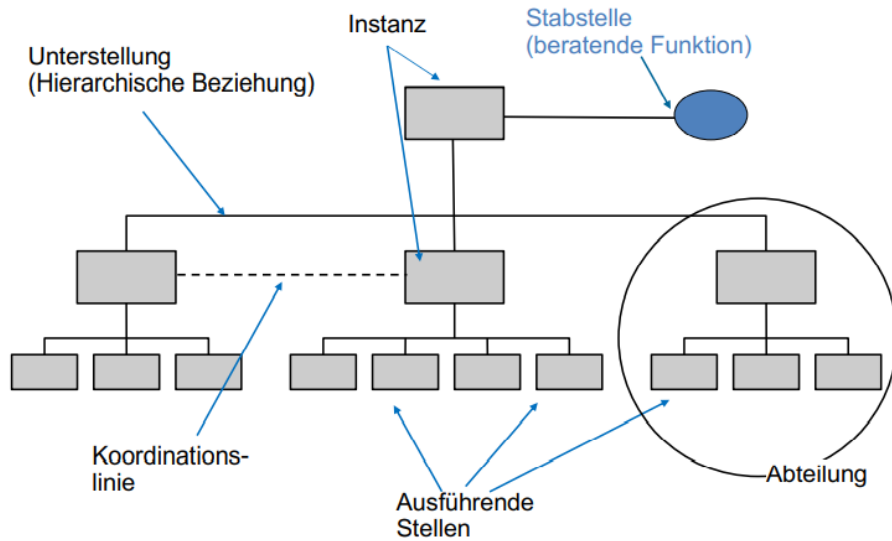 Instanz
Stabstelle
(beratende Funktion)
Unterstellung
(Hierarchische Beziehung)
Koordinations-
linie
Ausführende
Stellen
Abteilung